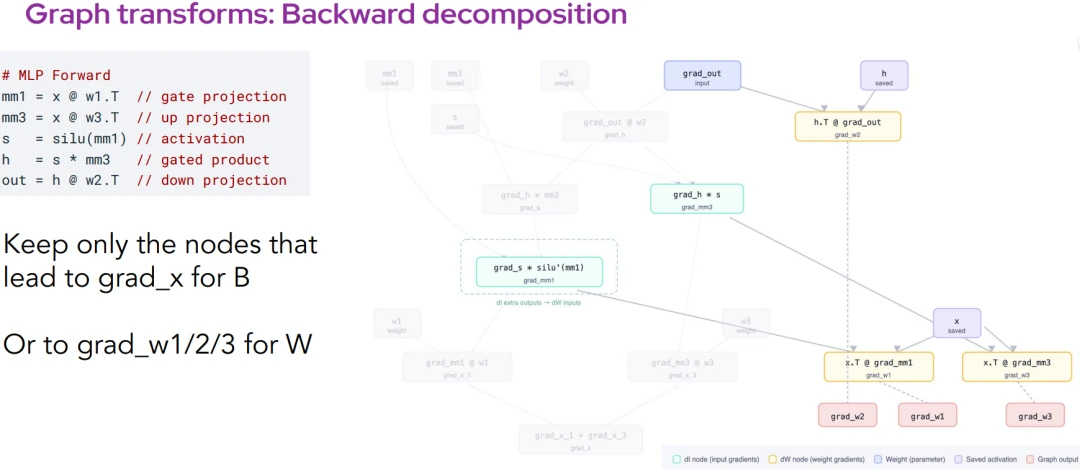 Graph transforms: Backward decomposition
# MLP Forward
mm1 = x @ w1.T // gate projection
mm3 = x @ w3.T // up projection
s = silu(mm1) // activation
h = s * mm3 // gated product
out = h @ w2.T // down projection
Keep only the nodes that
lead to grad_x for B
Or to grad_w1/2/3 for W
mm1
saved
mm3
saved
w2
weight
grad_out
input
h
saved
s
saved
grad_out @ w2
grad_h
h.T @ grad_out
grad_w2
grad_h * mm3
grad_s
grad_h * s
grad_mm3
grad_s * silu'(mm1)
grad_mm1
dI extra outputs → dW inputs
w1
weight
w3
weight
x
saved
grad_mm1 @ w1
grad_x_1
grad_mm3 @ w3
grad_x_3
x.T @ grad_mm1
grad_w1
x.T @ grad_mm3
grad_w3
grad_w2
grad_w1
grad_w3
grad_x_1 + grad_x_3
grad_x
dI node (input gradients) dW node (weight gradients) Weight (parameter) Saved activation Graph output